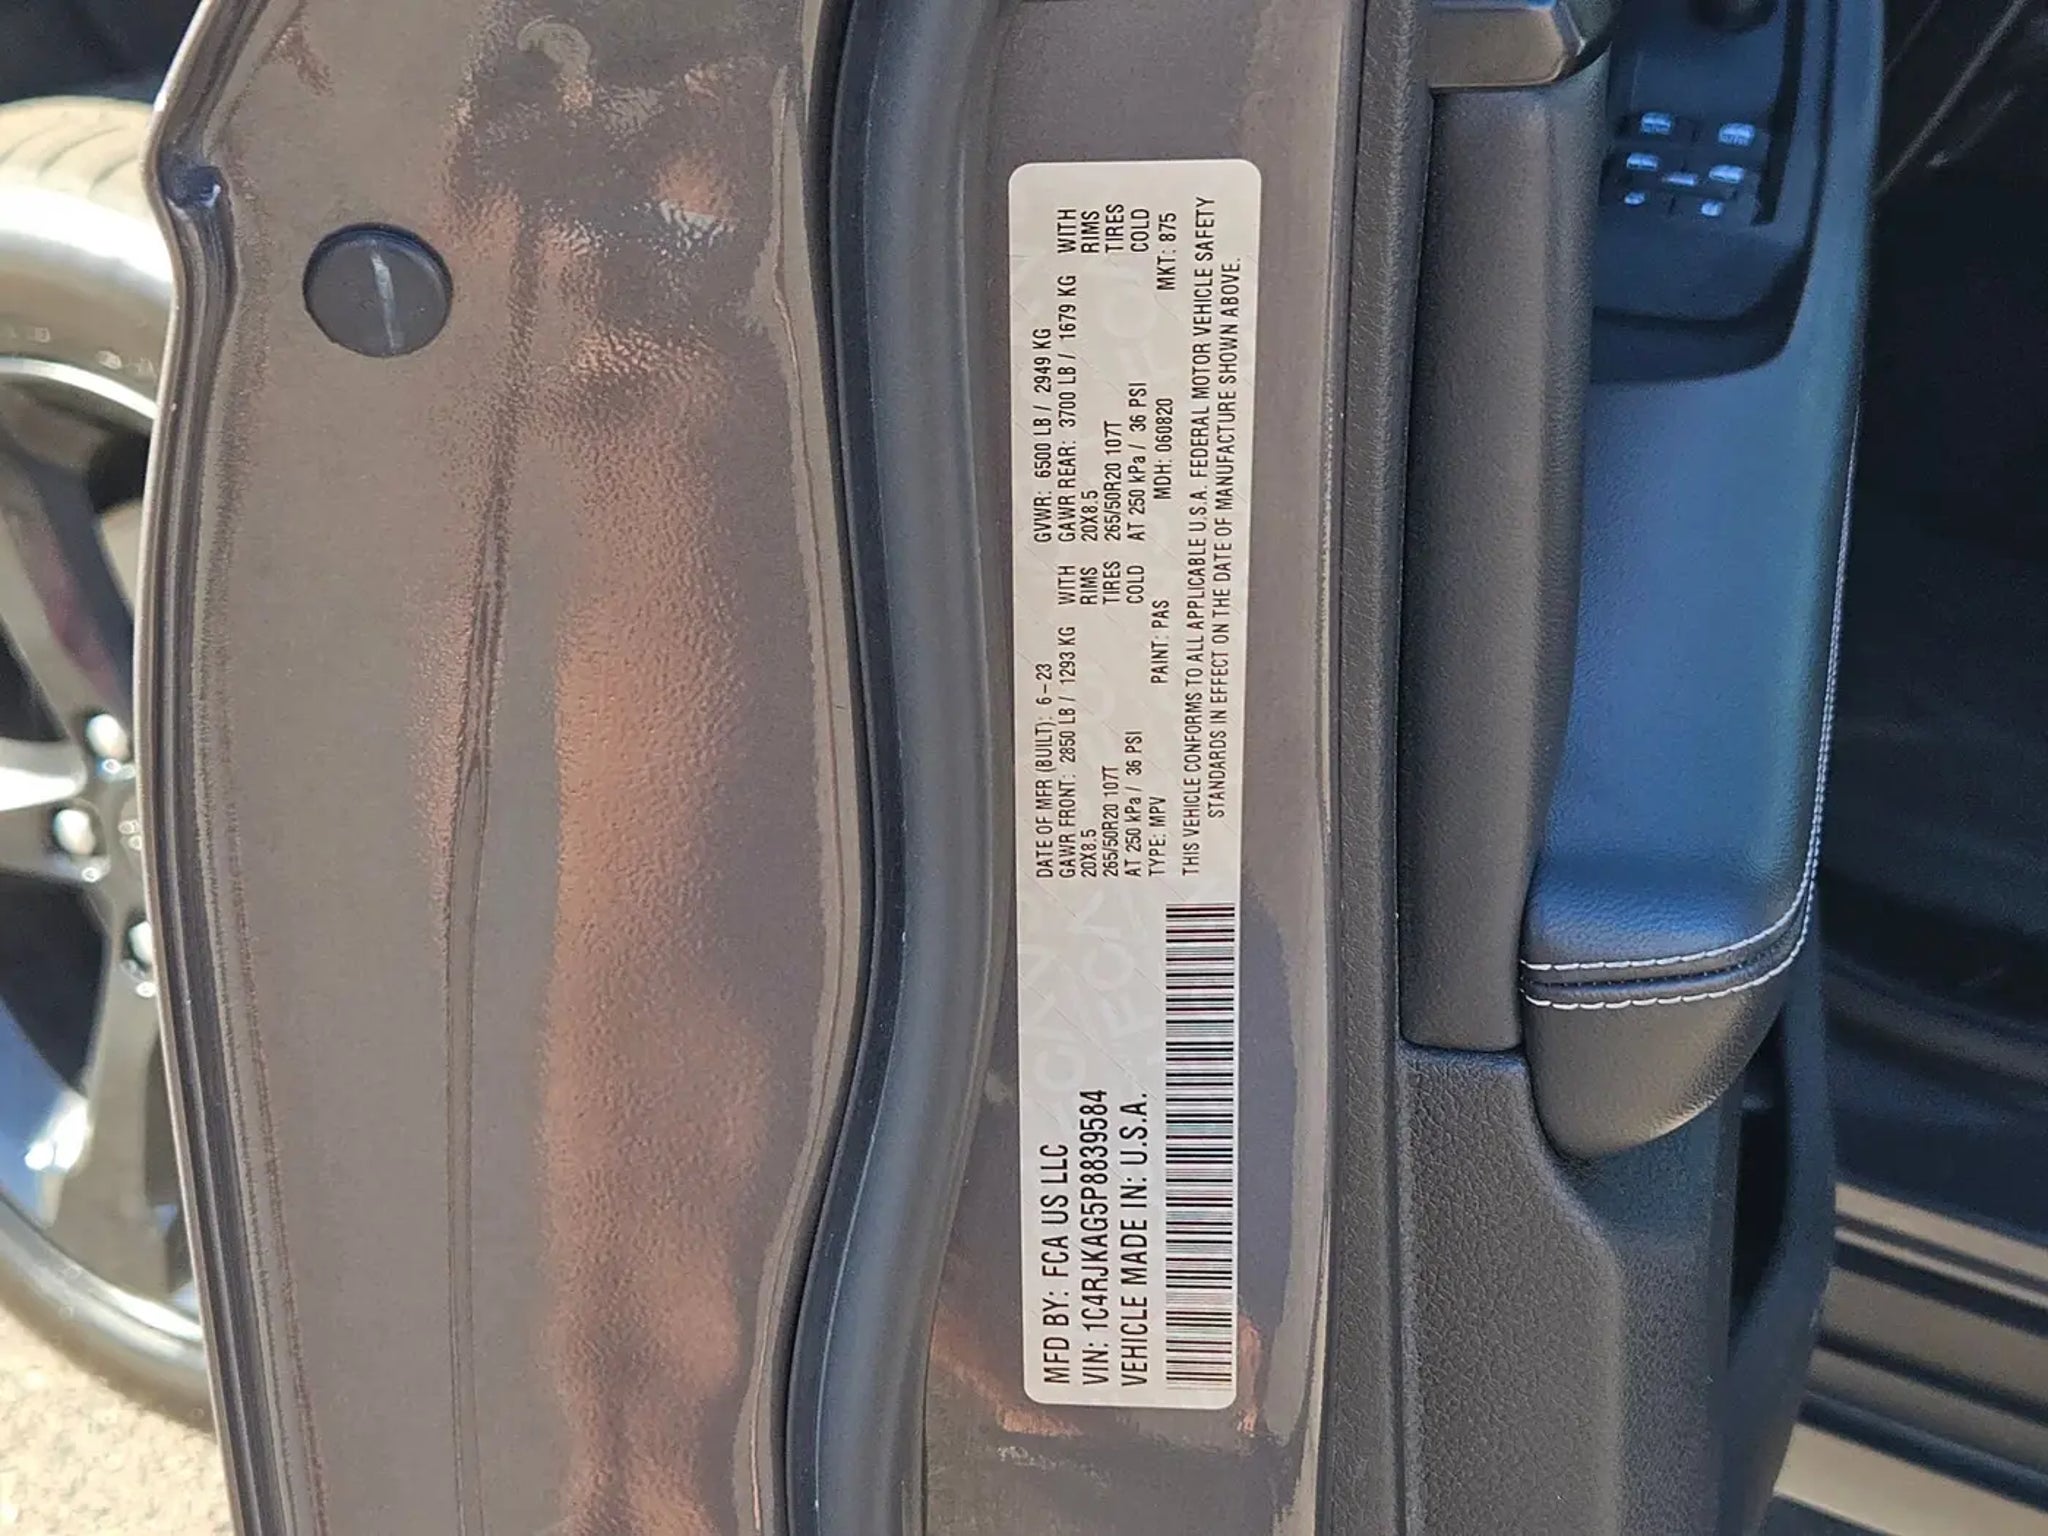 MFD BY: FCA US LLC
VIN: 1C4RJKAG5P8839584
VEHICLE MADE IN: U.S.A.
DATE OF MFR (BUILT): 6-23 GVWR: 6500 LB / 2949 KG
GAWR FRONT: 2850 LB / 1293 KG WITH GAWR REAR: 3700 LB / 1679 KG WITH
20X8.5 RIMS 20X8.5 RIMS
265/50R20 107T TIRES 265/50R20 107T TIRES
AT 250 kPa / 36 PSI COLD AT 250 kPa / 36 PSI COLD
TYPE: MPV PAINT: PAS MDH: 060820 MKT: 875
THIS VEHICLE CONFORMS TO ALL APPLICABLE U.S.A. FEDERAL MOTOR VEHICLE SAFETY
STANDARDS IN EFFECT ON THE DATE OF MANUFACTURE SHOWN ABOVE.